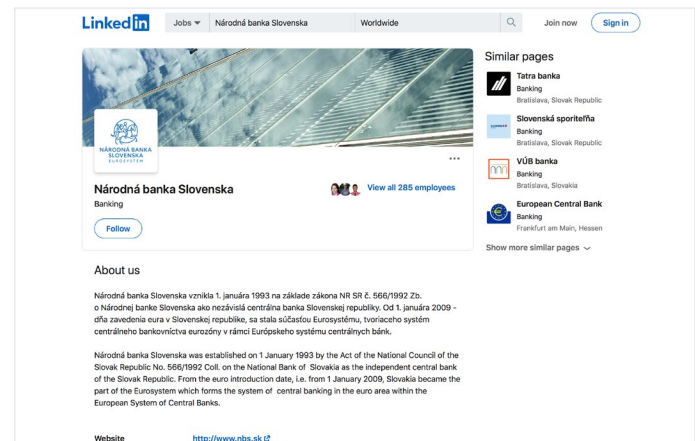 LinkedIn
Jobs
Národná banka Slovenska
Worldwide
Join now
Sign in
NÁRODNÁ BANKA
SLOVENSKA
EUROSYSTÉM
Národná banka Slovenska
Banking
View all 285 employees
Follow
Similar pages
Tatra banka
Banking
Bratislava, Slovak Republic
Slovenská sporiteľňa
Banking
Bratislava, Slovak Republic
VÚB banka
Banking
Bratislava, Slovakia
European Central Bank
Banking
Frankfurt am Main, Hessen
Show more similar pages
About us
Národná banka Slovenska vznikla 1. januára 1993 na základe zákona NR SR č. 566/1992 Zb.
o Národnej banke Slovenska ako nezávislá centrálna banka Slovenskej republiky. Od 1. januára 2009 -
dňa zavedenia eura v Slovenskej republike, sa stala súčasťou Eurosystému, tvoriaceho systém
centrálneho bankovníctva eurozóny v rámci Európskeho systému centrálnych bánk.
Národná banka Slovenska was established on 1 January 1993 by the Act of the National Council of the
Slovak Republic No. 566/1992 Coll. on the National Bank of Slovakia as the independent central bank
of the Slovak Republic. From the euro introduction date, i.e. from 1 January 2009, Slovakia became the
part of the Eurosystem which forms the system of central banking in the euro area within the
European System of Central Banks.
Website
http://www.nbs.sk